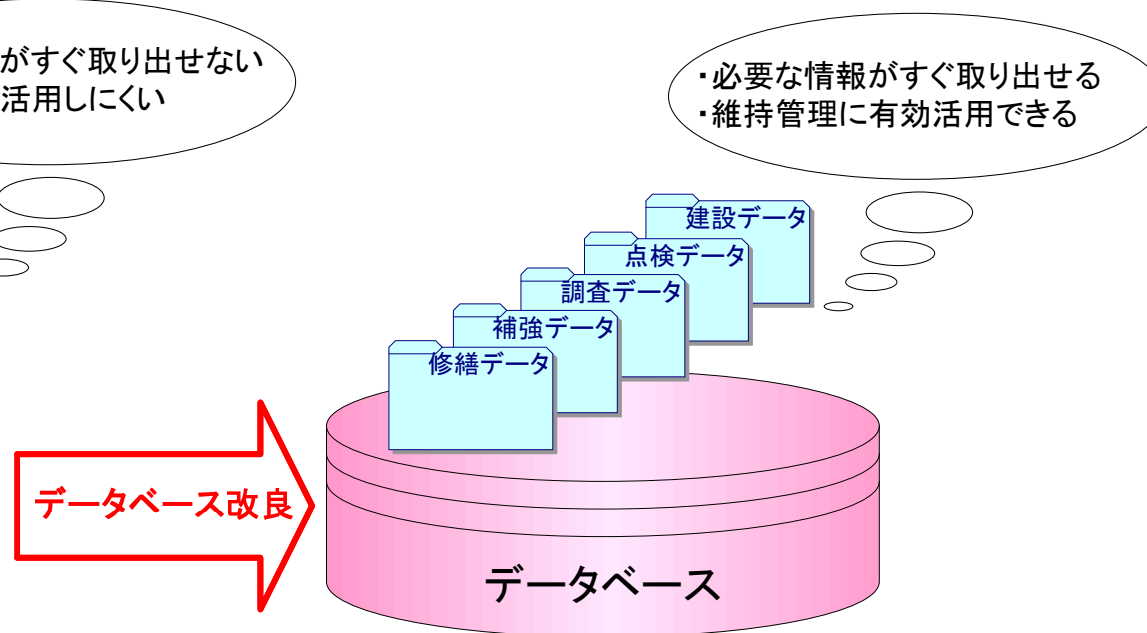 がすぐ取り出せない
活用しにくい
・必要な情報がすぐ取り出せる
・維持管理に有効活用できる
建設データ
点検データ
調査データ
補強データ
修繕データ
データベース改良
データベース